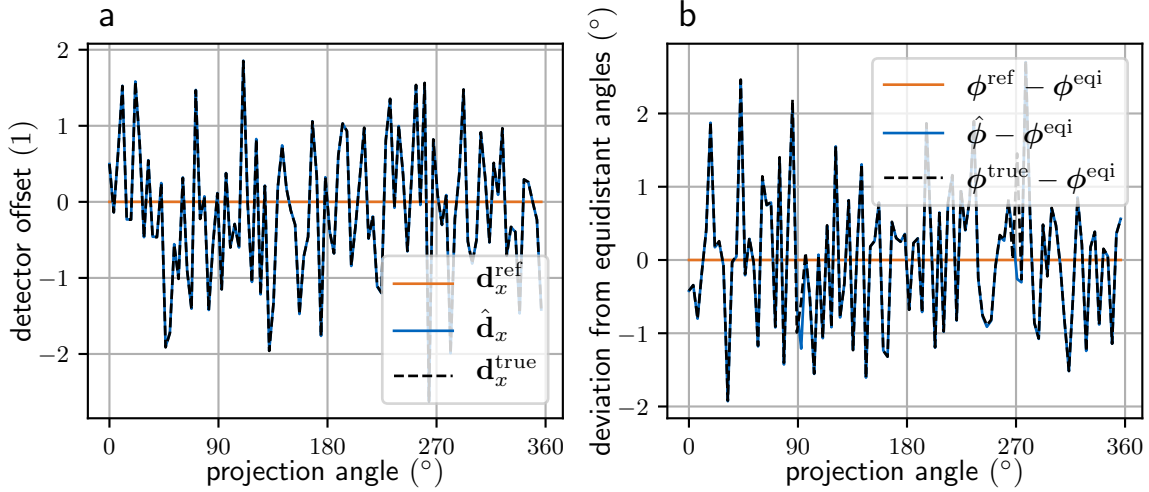 a
detector offset (1)
2
1
0
−1
−2
0 90 180 270 360
projection angle (°)
d_x^ref
d̂_x
d_x^true
b
deviation from equidistant angles (°)
2
1
0
−1
−2
0 90 180 270 360
projection angle (°)
ϕ^ref − ϕ^eqi
ϕ̂ − ϕ^eqi
ϕ^true − ϕ^eqi